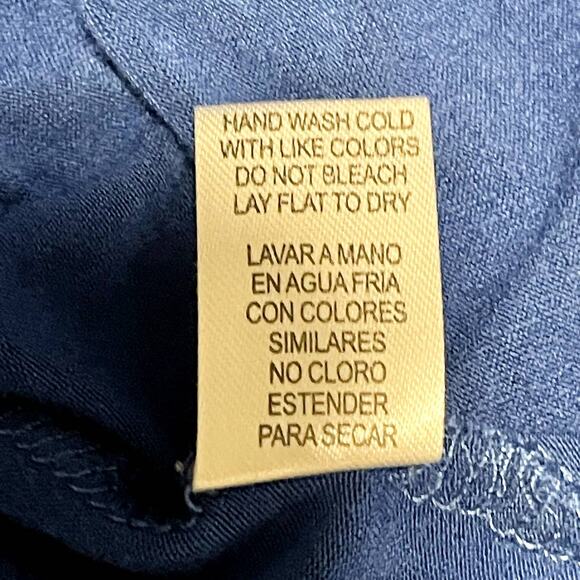 HAND WASH COLD
WITH LIKE COLORS
DO NOT BLEACH
LAY FLAT TO DRY
LAVAR A MANO
EN AGUA FRIA
CON COLORES
SIMILARES
NO CLORO
ESTENDER
PARA SECAR